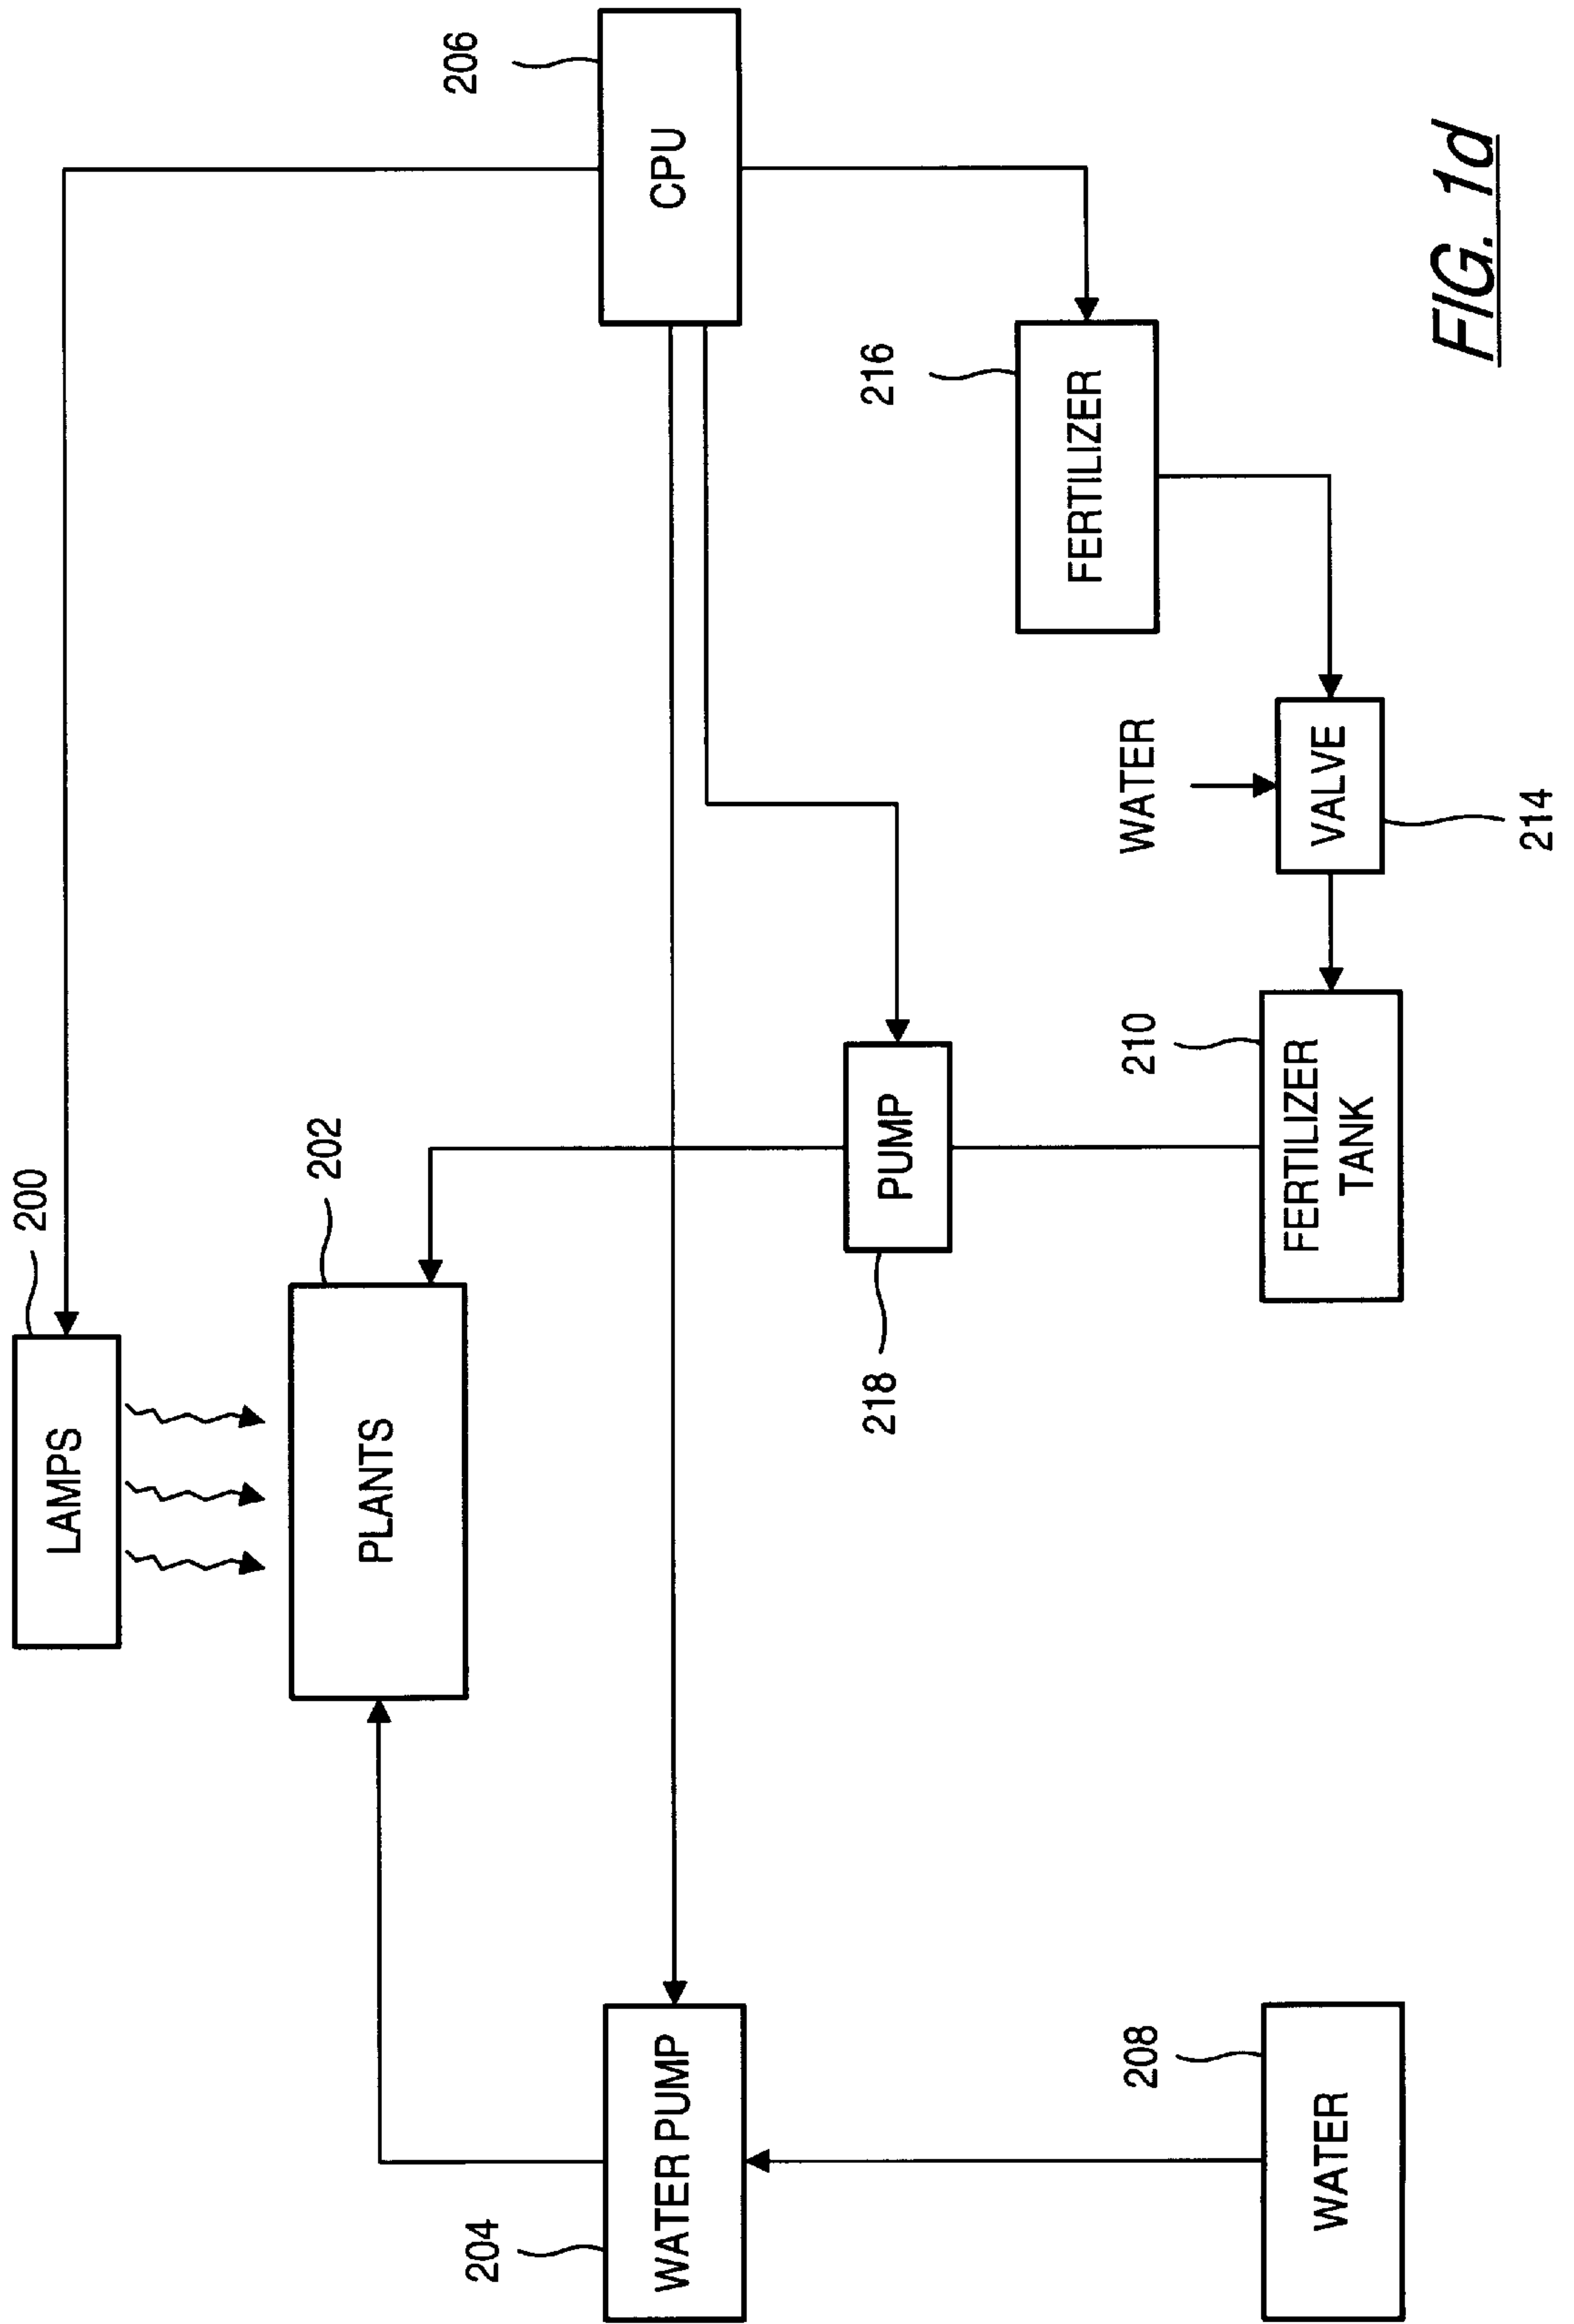 LAMPS
200
PLANTS
202
206
CPU
204
WATER PUMP
PUMP
218
216
FERTILIZER
208
WATER
210
FERTILIZER
TANK
WATER
VALVE
214
FIG. 1d